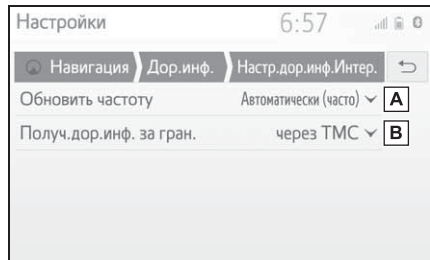 Настройки 6:57
Навигация Дор.инф. Настр.дор.инф.Интер.
Обновить частоту Автоматически (часто) A
Получ.дор.инф. за гран. через TMC B